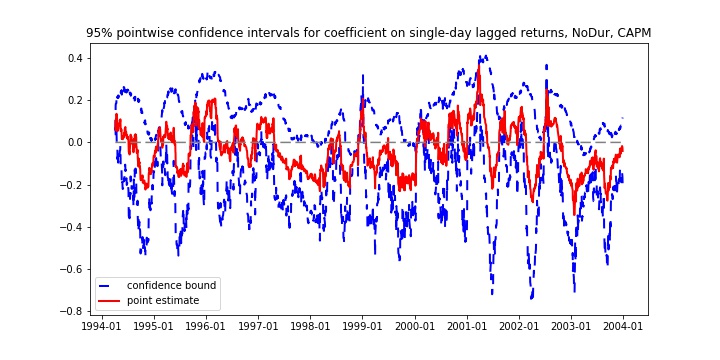 95% pointwise confidence intervals for coefficient on single-day lagged returns, NoDur, CAPM
0.4
0.2
0.0
−0.2
−0.4
−0.6
−0.8
confidence bound
point estimate
1994-01 1995-01 1996-01 1997-01 1998-01 1999-01 2000-01 2001-01 2002-01 2003-01 2004-01